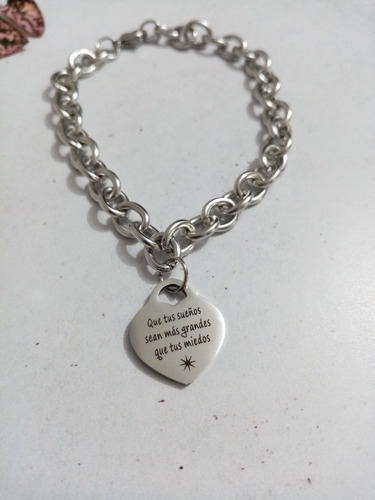 Que tus sueños
sean más grandes
que tus miedos